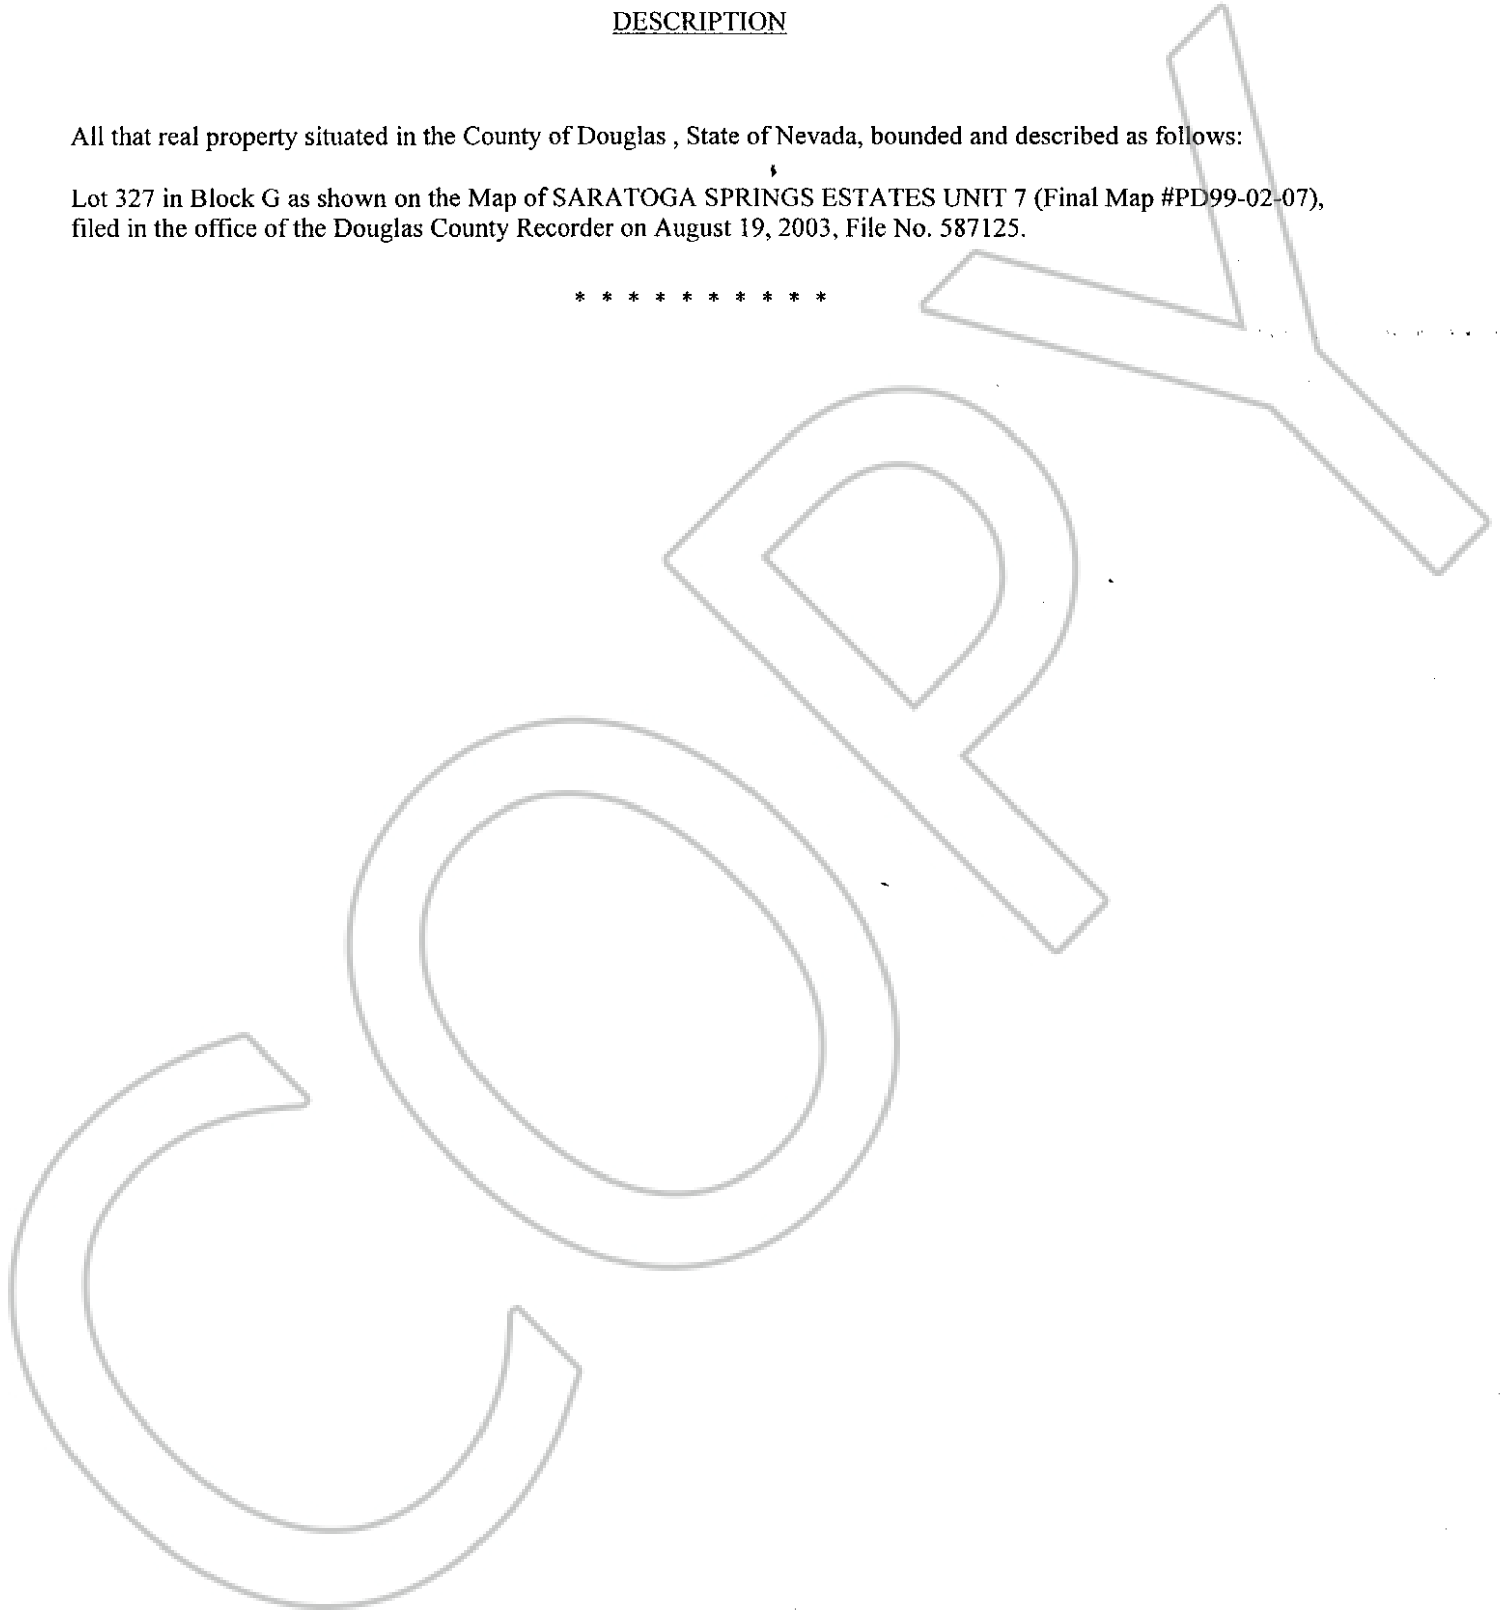 DESCRIPTION
All that real property situated in the County of Douglas , State of Nevada, bounded and described as follows:
Lot 327 in Block G as shown on the Map of SARATOGA SPRINGS ESTATES UNIT 7 (Final Map #PD99-02-07),
filed in the office of the Douglas County Recorder on August 19, 2003, File No. 587125.
* * * * * * * * * *
COPY